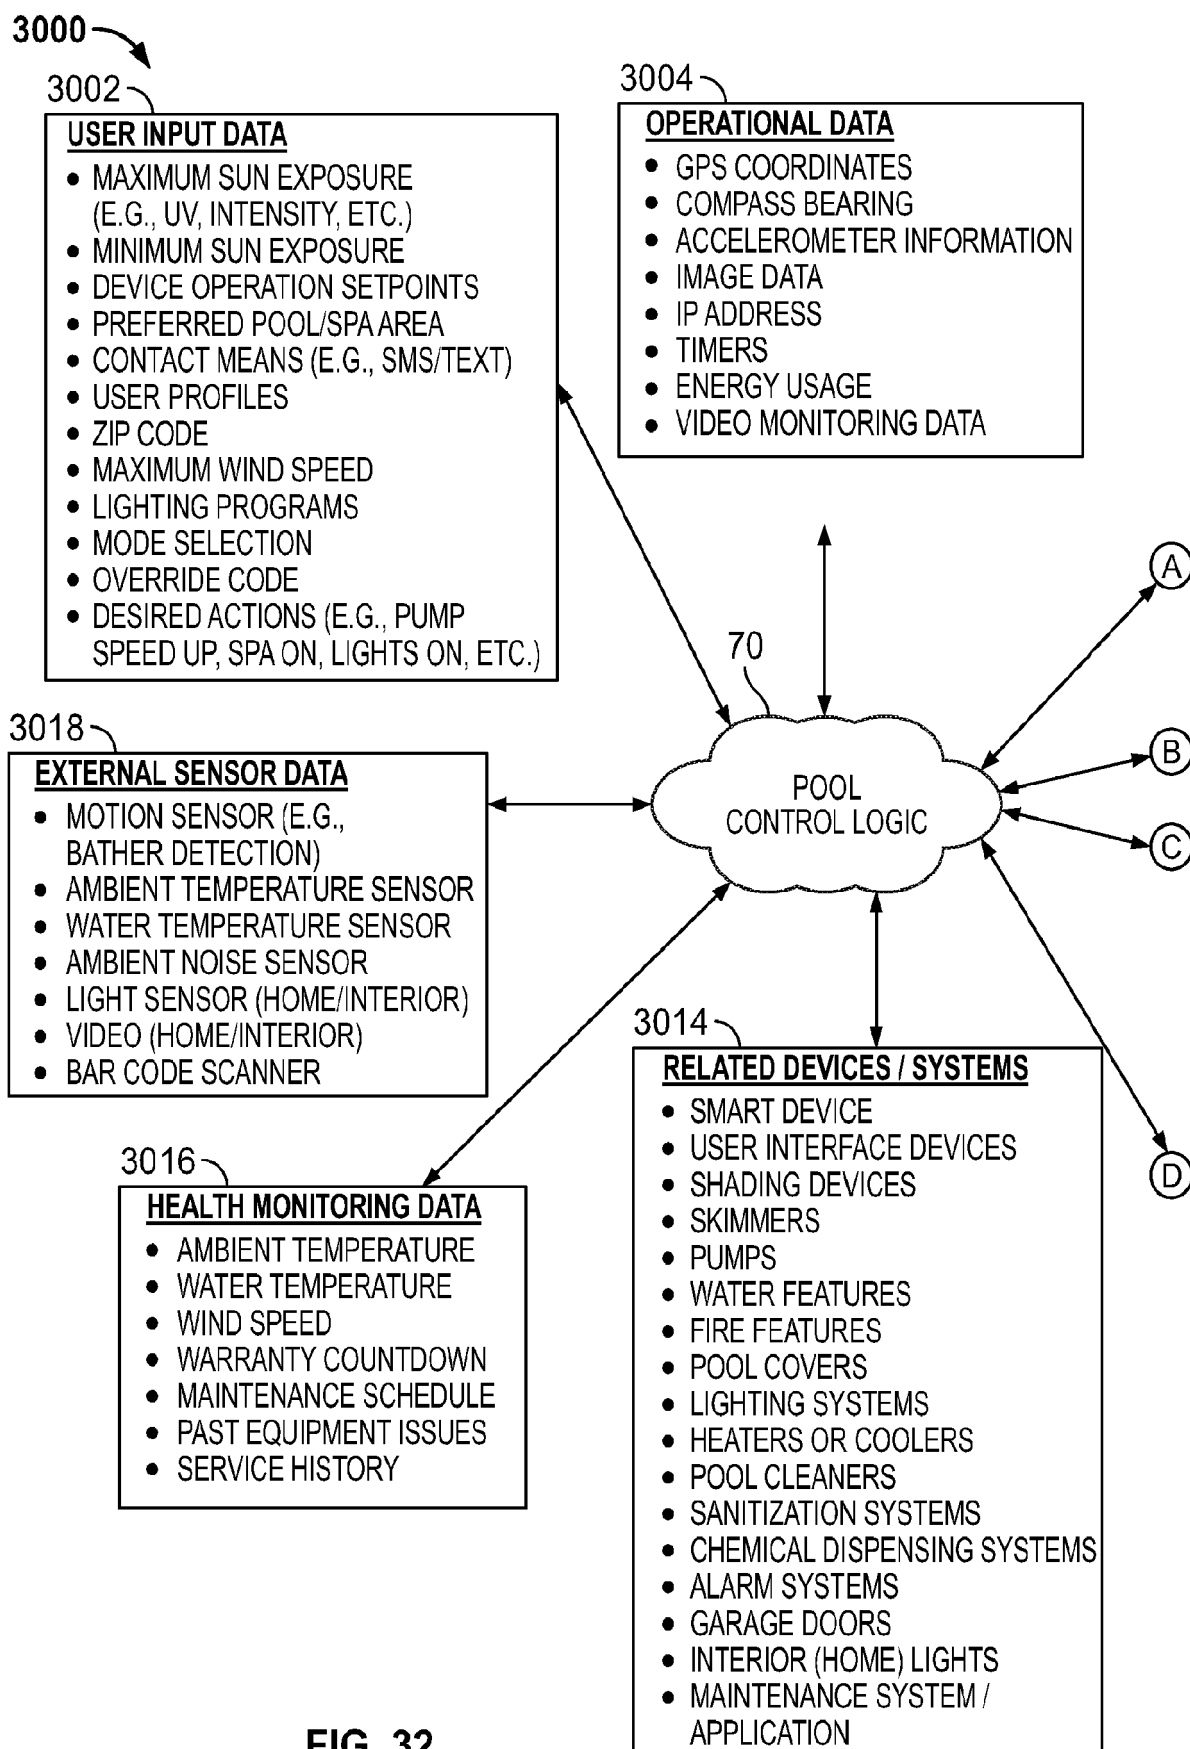 3000
3002
USER INPUT DATA
• MAXIMUM SUN EXPOSURE
(E.G., UV, INTENSITY, ETC.)
• MINIMUM SUN EXPOSURE
• DEVICE OPERATION SETPOINTS
• PREFERRED POOL/SPA AREA
• CONTACT MEANS (E.G., SMS/TEXT)
• USER PROFILES
• ZIP CODE
• MAXIMUM WIND SPEED
• LIGHTING PROGRAMS
• MODE SELECTION
• OVERRIDE CODE
• DESIRED ACTIONS (E.G., PUMP
SPEED UP, SPA ON, LIGHTS ON, ETC.)
3004
OPERATIONAL DATA
• GPS COORDINATES
• COMPASS BEARING
• ACCELEROMETER INFORMATION
• IMAGE DATA
• IP ADDRESS
• TIMERS
• ENERGY USAGE
• VIDEO MONITORING DATA
70
POOL
CONTROL LOGIC
A
B
C
D
3018
EXTERNAL SENSOR DATA
• MOTION SENSOR (E.G.,
BATHER DETECTION)
• AMBIENT TEMPERATURE SENSOR
• WATER TEMPERATURE SENSOR
• AMBIENT NOISE SENSOR
• LIGHT SENSOR (HOME/INTERIOR)
• VIDEO (HOME/INTERIOR)
• BAR CODE SCANNER
3016
HEALTH MONITORING DATA
• AMBIENT TEMPERATURE
• WATER TEMPERATURE
• WIND SPEED
• WARRANTY COUNTDOWN
• MAINTENANCE SCHEDULE
• PAST EQUIPMENT ISSUES
• SERVICE HISTORY
3014
RELATED DEVICES / SYSTEMS
• SMART DEVICE
• USER INTERFACE DEVICES
• SHADING DEVICES
• SKIMMERS
• PUMPS
• WATER FEATURES
• FIRE FEATURES
• POOL COVERS
• LIGHTING SYSTEMS
• HEATERS OR COOLERS
• POOL CLEANERS
• SANITIZATION SYSTEMS
• CHEMICAL DISPENSING SYSTEMS
• ALARM SYSTEMS
• GARAGE DOORS
• INTERIOR (HOME) LIGHTS
• MAINTENANCE SYSTEM /
APPLICATION
FIG. 32